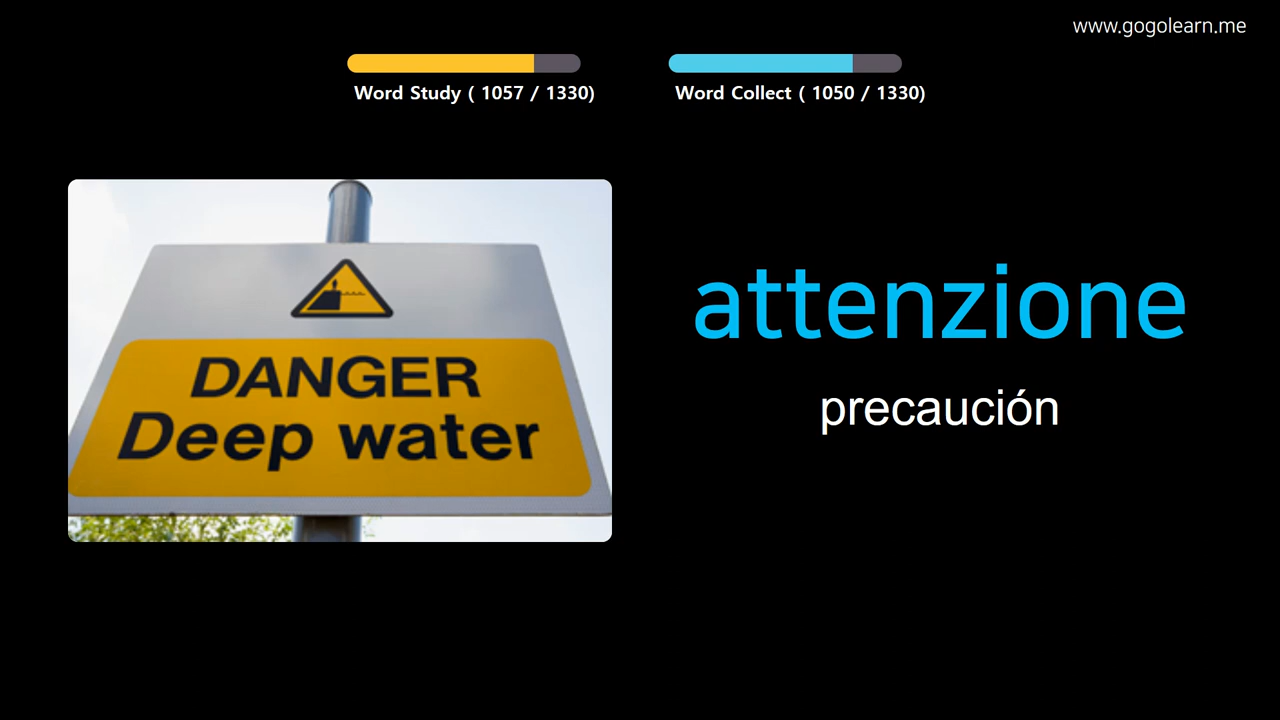 www.gogolearn.me
Word Study ( 1057 / 1330)
Word Collect ( 1050 / 1330)
DANGER
Deep water
attenzione
precaución